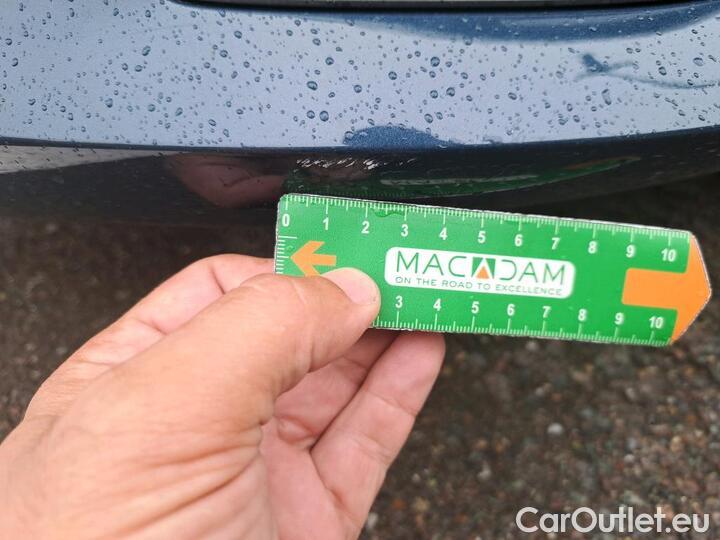 0 1 2 3 4 5 6 7 8 9 10
MACADAM
ON THE ROAD TO EXCELLENCE
3 4 5 6 7 8 9 10
CarOutlet.eu